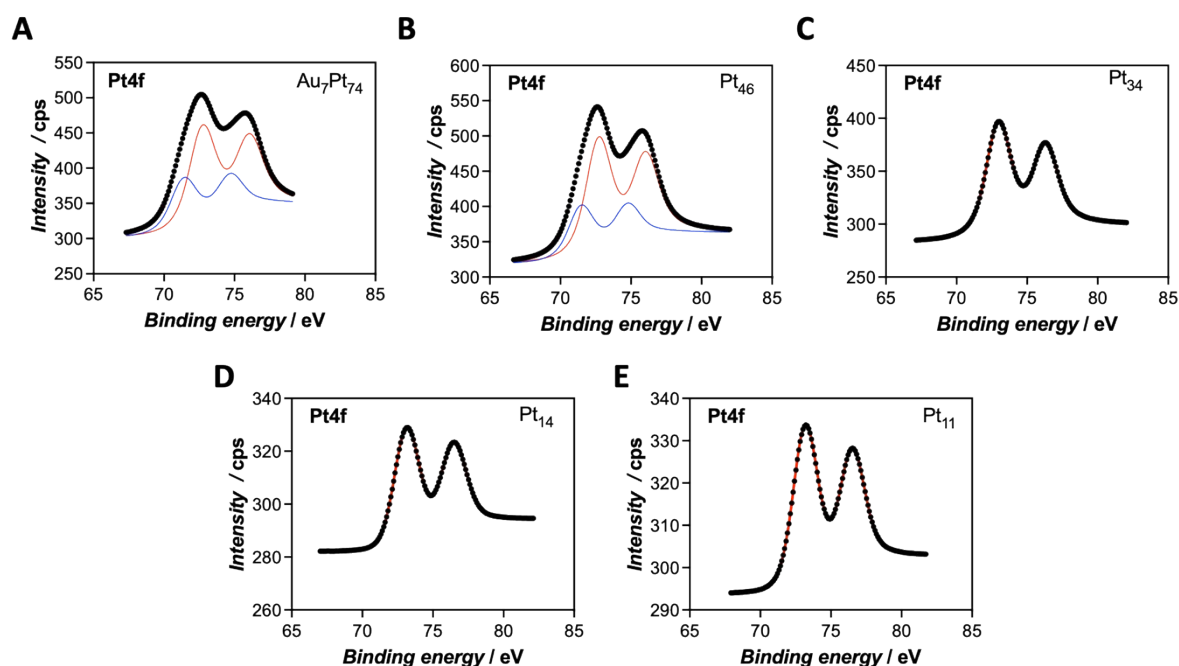 A
Pt4f
Au₇Pt₇₄
Intensity / cps
550
500
450
400
350
300
250
65 70 75 80 85
Binding energy / eV
B
Pt4f
Pt₄₆
Intensity / cps
600
550
500
450
400
350
300
65 70 75 80 85
Binding energy / eV
C
Pt4f
Pt₃₄
Intensity / cps
450
400
350
300
250
65 70 75 80 85
Binding energy / eV
D
Pt4f
Pt₁₄
Intensity / cps
340
320
300
280
260
65 70 75 80 85
Binding energy / eV
E
Pt4f
Pt₁₁
Intensity / cps
340
330
320
310
300
290
65 70 75 80 85
Binding energy / eV